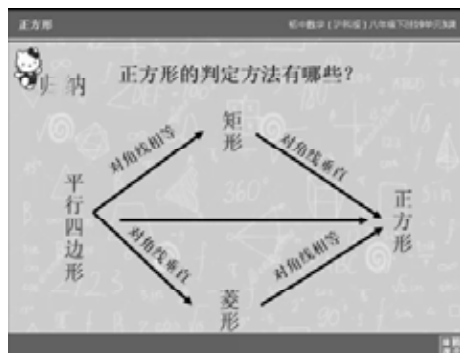 正方形
初中数学（沪科版）八年级下册
归纳
正方形的判定方法有哪些？
矩形
对角线相等
对角线垂直
平行四边形
正方形
对角线垂直
对角线相等
菱形